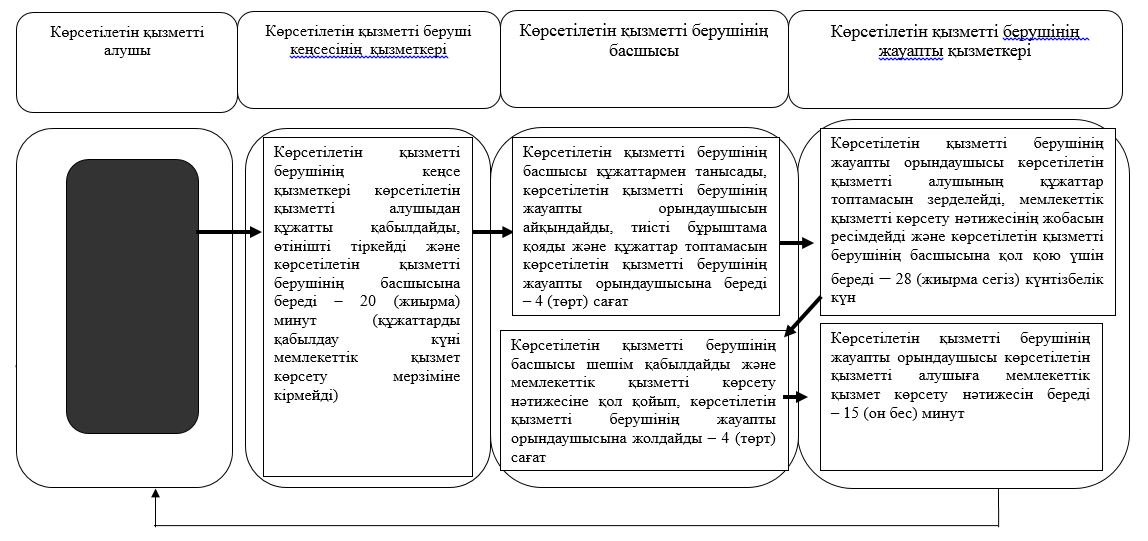 Көрсетілетін қызметті
алушы
Көрсетілетін қызметті беруші
кеңсесінің қызметкері
Көрсетілетін қызметті берушінің
басшысы
Көрсетілетін қызметті берушінің
жауапты қызметкері
Көрсетілетін қызметті
берушінің кеңсе
қызметкері көрсетілетін
қызметті алушыдан
құжатты қабылдайды,
өтінішті тіркейді және
көрсетілетін қызметті
берушінің басшысына
береді – 20 (жиырма)
минут (құжаттарды
қабылдау күні
мемлекеттік қызмет
көрсету мерзіміне
кірмейді)
Көрсетілетін қызметті берушінің
басшысы құжаттармен танысады,
көрсетілетін қызметті берушінің
жауапты орындаушысын
айқындайды, тиісті бұрыштама
қояды және құжаттар топтамасын
көрсетілетін қызметті берушінің
жауапты орындаушысына береді
– 4 (төрт) сағат
Көрсетілетін қызметті берушінің
жауапты орындаушысы көрсетілетін
қызметті алушының құжаттар
топтамасын зерделейді, мемлекеттік
қызметті көрсету нәтижесінің жобасын
ресімдейді және көрсетілетін қызметті
берушінің басшысына қол қою үшін
береді – 28 (жиырма сегіз) күнтізбелік
күн
Көрсетілетін қызметті берушінің
басшысы шешім қабылдайды және
мемлекеттік қызметті көрсету
нәтижесіне қол қойып, көрсетілетін
қызметті берушінің жауапты
орындаушысына жолдайды – 4 (төрт)
сағат
Көрсетілетін қызметті берушінің
жауапты орындаушысы көрсетілетін
қызметті алушыға мемлекеттік
қызмет көрсету нәтижесін береді
– 15 (он бес) минут